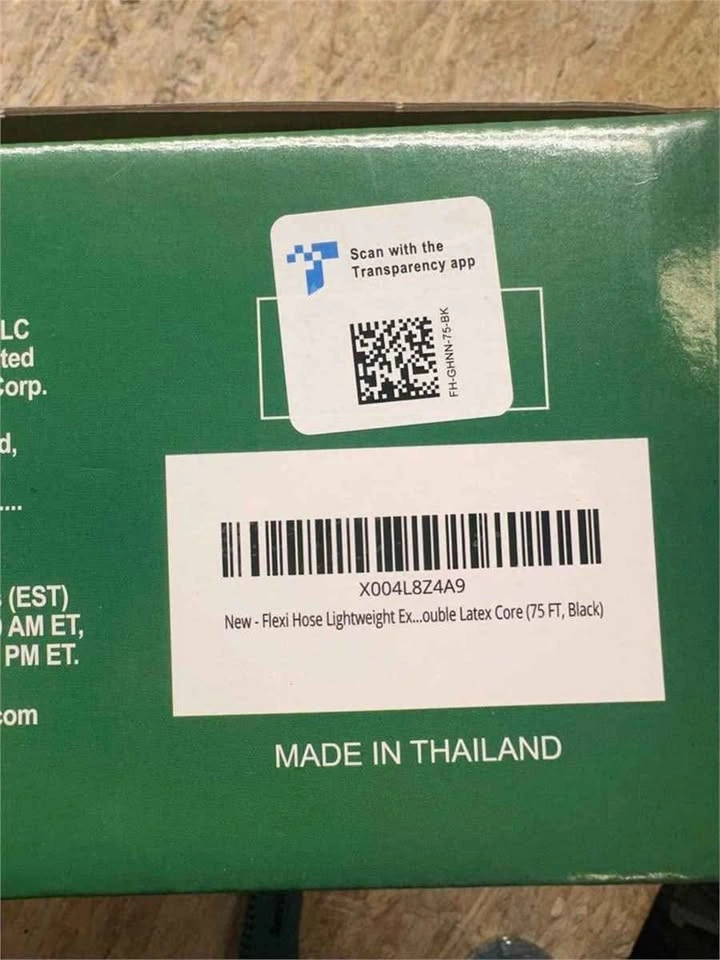 LC
ted
orp.
d,
....
(EST)
AM ET,
PM ET.
com
Scan with the
Transparency app
FH-GHNN-75-BK
X004L8Z4A9
New - Flexi Hose Lightweight Ex...ouble Latex Core (75 FT, Black)
MADE IN THAILAND